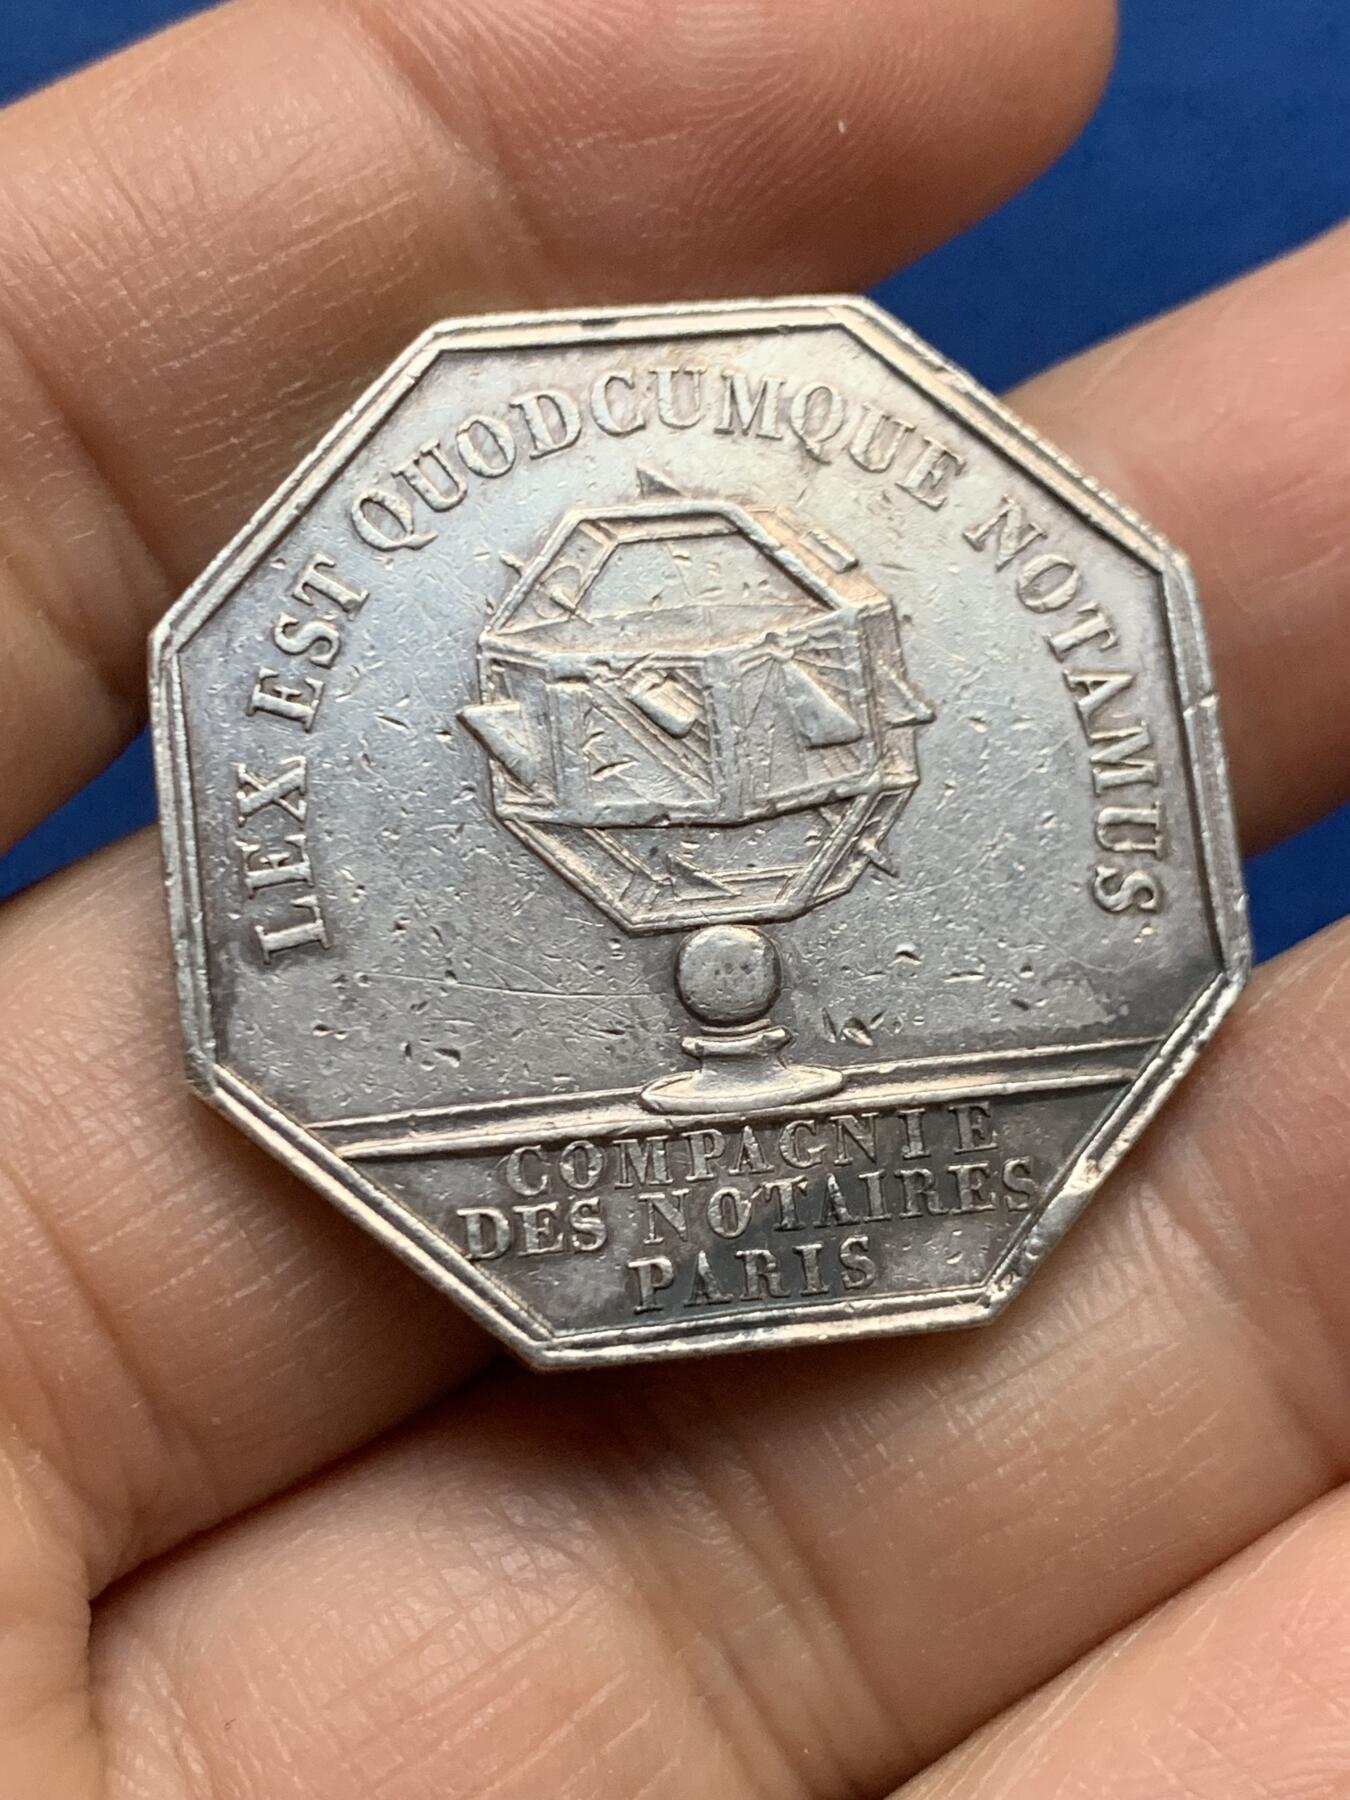 LEX EST QUODCUMQUE NOTAMUS
COMPAGNIE
DES NOTAIRES
PARIS